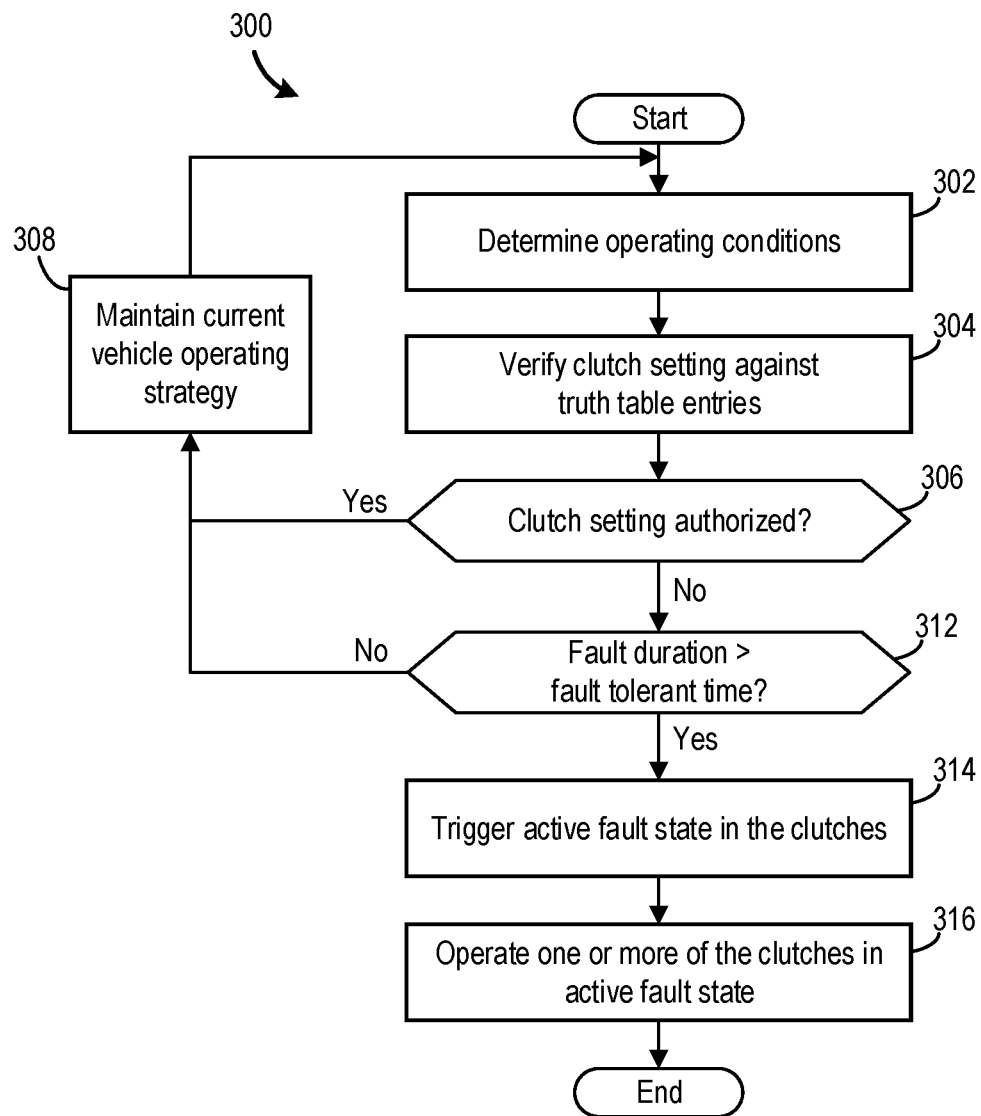 300
Start
302
Determine operating conditions
308
Maintain current
vehicle operating
strategy
304
Verify clutch setting against
truth table entries
306
Yes
Clutch setting authorized?
No
312
No
Fault duration >
fault tolerant time?
Yes
314
Trigger active fault state in the clutches
316
Operate one or more of the clutches in
active fault state
End